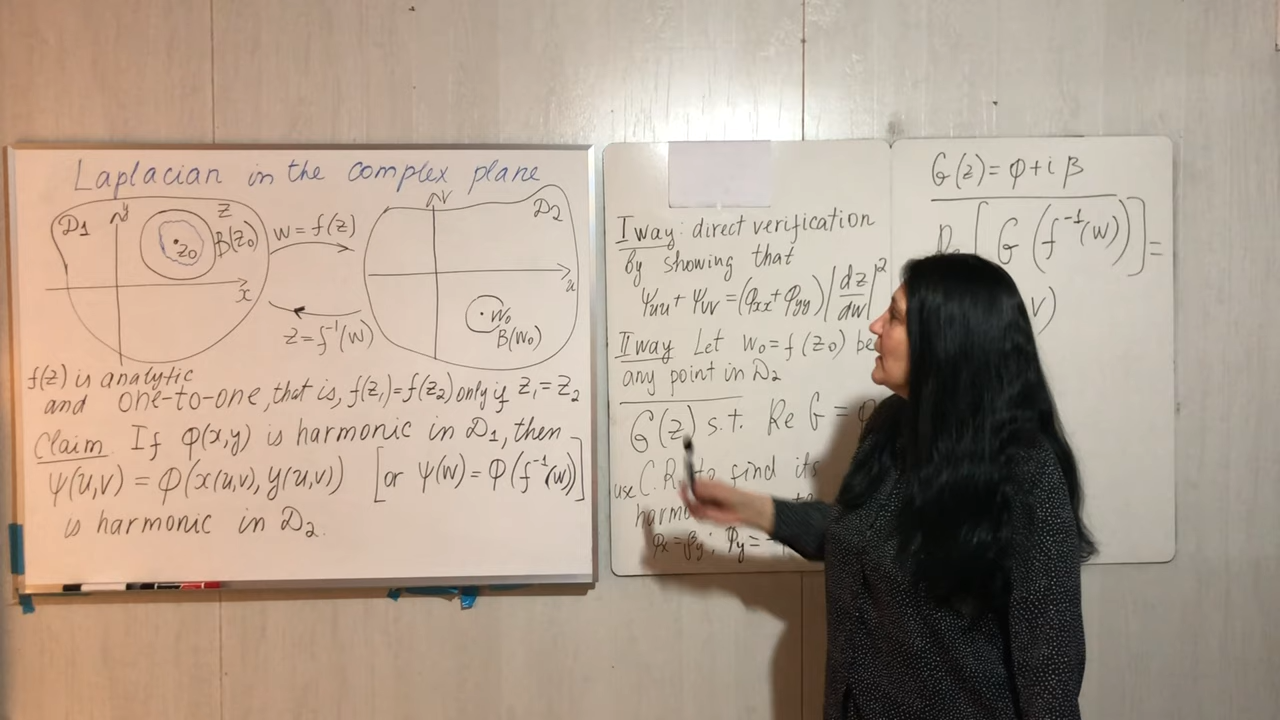 Laplacian in the complex plane
D1 y z B(z0) z0 x
w = f(z)
z = f⁻¹(w)
v D2 u w0 B(w0)
f(z) is analytic
and one-to-one, that is, f(z₁)=f(z₂) only if z₁ = z₂
Claim. If φ(x,y) is harmonic in D1, then
ψ(u,v) = φ(x(u,v), y(u,v)) [or ψ(w) = φ(f⁻¹(w))]
is harmonic in D2.
I way: direct verification
by showing that
ψuu + ψvv = (φxx + φyy) |dz/dw|²
II way Let w0 = f(z0) be
any point in D2
G(z) s.t. Re G = φ
use C.R. to find its
φx = βy; φy = -
G(z) = φ + i β
[G (f⁻¹(w))] =
v)